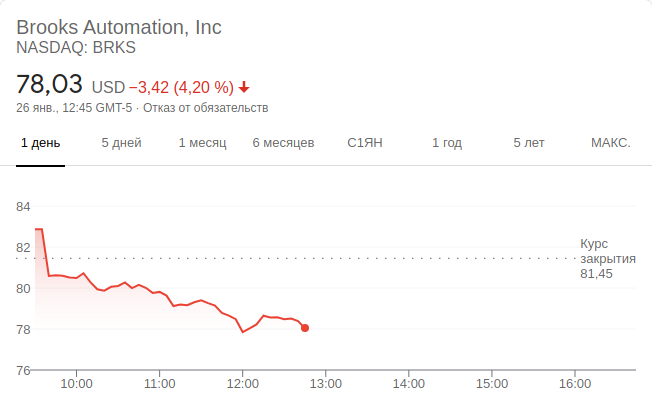 Brooks Automation, Inc
NASDAQ: BRKS
78,03 USD −3,42 (4,20 %)
26 янв., 12:45 GMT-5 · Отказ от обязательств
1 день 5 дней 1 месяц 6 месяцев С1ЯН 1 год 5 лет МАКС.
84
82
80
78
76
Курс
закрытия
81,45
10:00 11:00 12:00 13:00 14:00 15:00 16:00